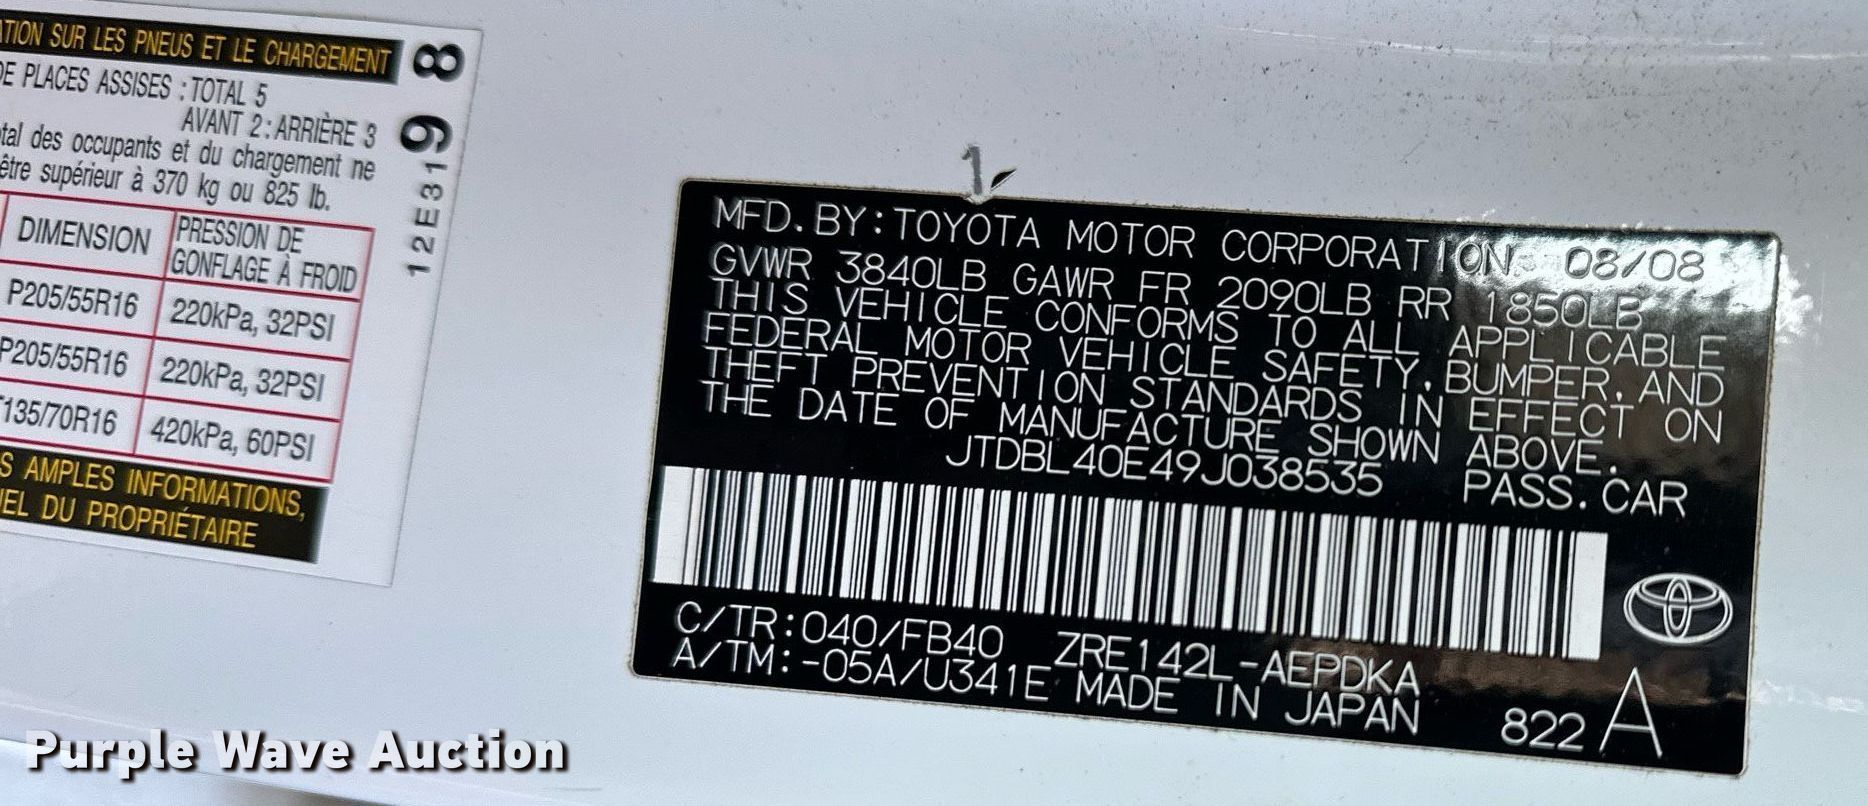 ATION SUR LES PNEUS ET LE CHARGEMENT
DE PLACES ASSISES : TOTAL 5
AVANT 2 : ARRIÈRE 3
des occupants et du chargement ne
être supérieur à 370 kg ou 825 lb.
DIMENSION
PRESSION DE
GONFLAGE À FROID
P205/55R16
220kPa, 32PSI
P205/55R16
220kPa, 32PSI
T135/70R16
420kPa, 60PSI
AMPLES INFORMATIONS,
DU PROPRIÉTAIRE
12E31 98
1
MFD. BY: TOYOTA MOTOR CORPORATION 08/08
GVWR 3840LB GAWR FR 2090LB RR 1850LB
THIS VEHICLE CONFORMS TO ALL APPLICABLE
FEDERAL MOTOR VEHICLE SAFETY, BUMPER, AND
THEFT PREVENTION STANDARDS IN EFFECT ON
THE DATE OF MANUFACTURE SHOWN ABOVE.
JTDBL40E49J038535 PASS. CAR
C/TR: 040/FB40 ZRE142L-AEPDKA
A/TM: -05A/U341E MADE IN JAPAN
822 A
Purple Wave Auction